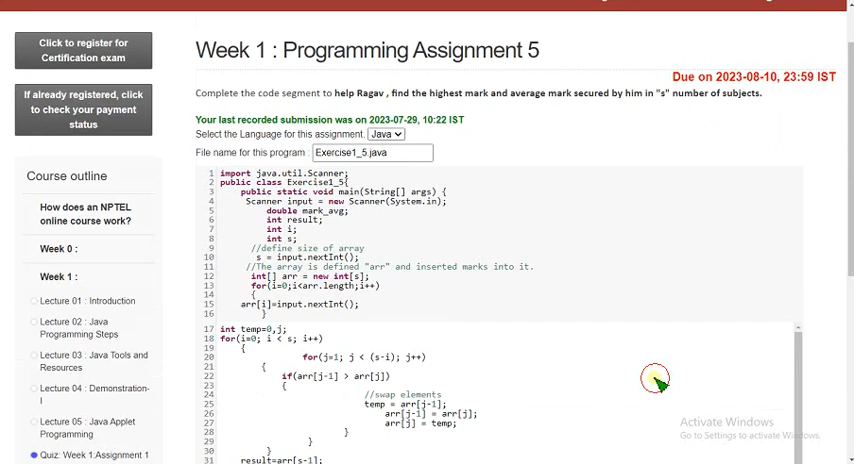 Click to register for
Certification exam
If already registered, click
to check your payment
status
Course outline
How does an NPTEL
online course work?
Week 0 :
Week 1 :
Lecture 01 : Introduction
Lecture 02 : Java
Programming Steps
Lecture 03 : Java Tools and
Resources
Lecture 04 : Demonstration-
I
Lecture 05 : Java Applet
Programming
Quiz: Week 1:Assignment 1
Week 1 : Programming Assignment 5
Due on 2023-08-10, 23:59 IST
Complete the code segment to help Ragav , find the highest mark and average mark secured by him in "s" number of subjects.
Your last recorded submission was on 2023-07-29, 10:22 IST
Select the Language for this assignment. Java
File name for this program : Exercise1_5.java
1 import java.util.Scanner;
2 public class Exercise1_5{
3 public static void main(String[] args) {
4 Scanner input = new Scanner(System.in);
5 double mark_avg;
6 int result;
7 int i;
8 int s;
9 //define size of array
10 s = input.nextInt();
11 //The array is defined "arr" and inserted marks into it.
12 int[] arr = new int[s];
13 for(i=0;i<arr.length;i++)
14 {
15 arr[i]=input.nextInt();
16 }
17 int temp=0,j;
18 for(i=0; i < s; i++)
19 {
20 for(j=1; j < (s-i); j++)
21 {
22 if(arr[j-1] > arr[j])
23 {
24 //swap elements
25 temp = arr[j-1];
26 arr[j-1] = arr[j];
27 arr[j] = temp;
28 }
29 }
30 }
31 result=arr[s-1];
Activate Windows
Go to Settings to activate Windows.